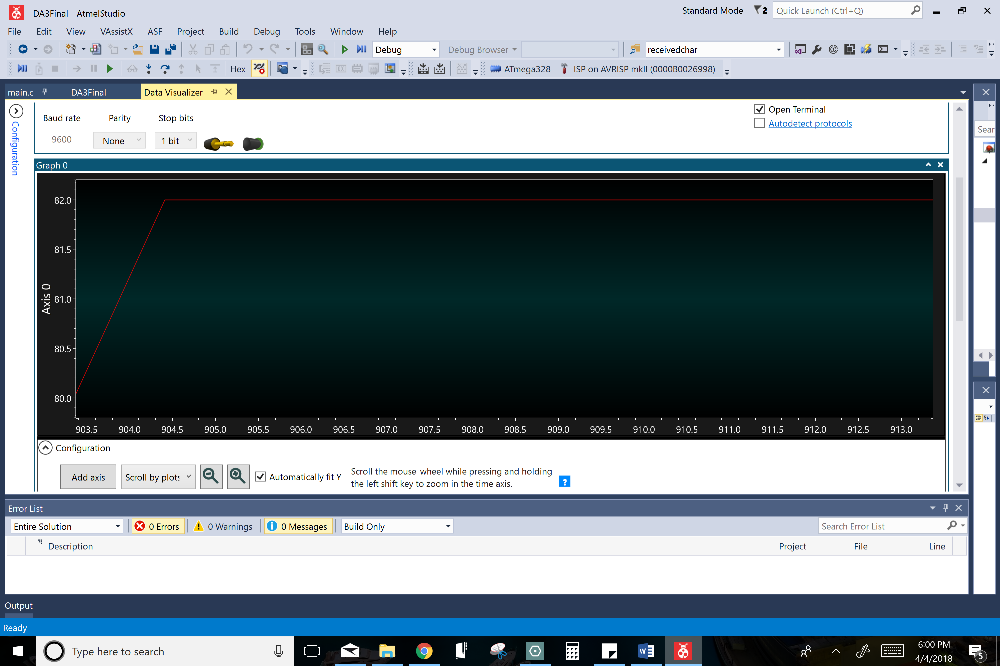 DA3Final - AtmelStudio
Standard Mode
2
Quick Launch (Ctrl+Q)
File Edit View VAssistX ASF Project Build Debug Tools Window Help
Debug
Debug Browser
receivedchar
Hex
ATmega328
ISP on AVRISP mkII (0000B0026998)
main.c
DA3Final
Data Visualizer
Configuration
Baud rate Parity Stop bits
9600 None 1 bit
Open Terminal
Autodetect protocols
Sear
Graph 0
Axis 0
82.0
81.5
81.0
80.5
80.0
903.5 904.0 904.5 905.0 905.5 906.0 906.5 907.0 907.5 908.0 908.5 909.0 909.5 910.0 910.5 911.0 911.5 912.0 912.5 913.0
Configuration
Add axis
Scroll by plots
Automatically fit Y
Scroll the mouse-wheel while pressing and holding
the left shift key to zoom in the time axis.
?
Error List
Entire Solution
0 Errors
0 Warnings
0 Messages
Build Only
Search Error List
Description Project File Line
Output
Ready
Type here to search
6:00 PM
4/4/2018
5